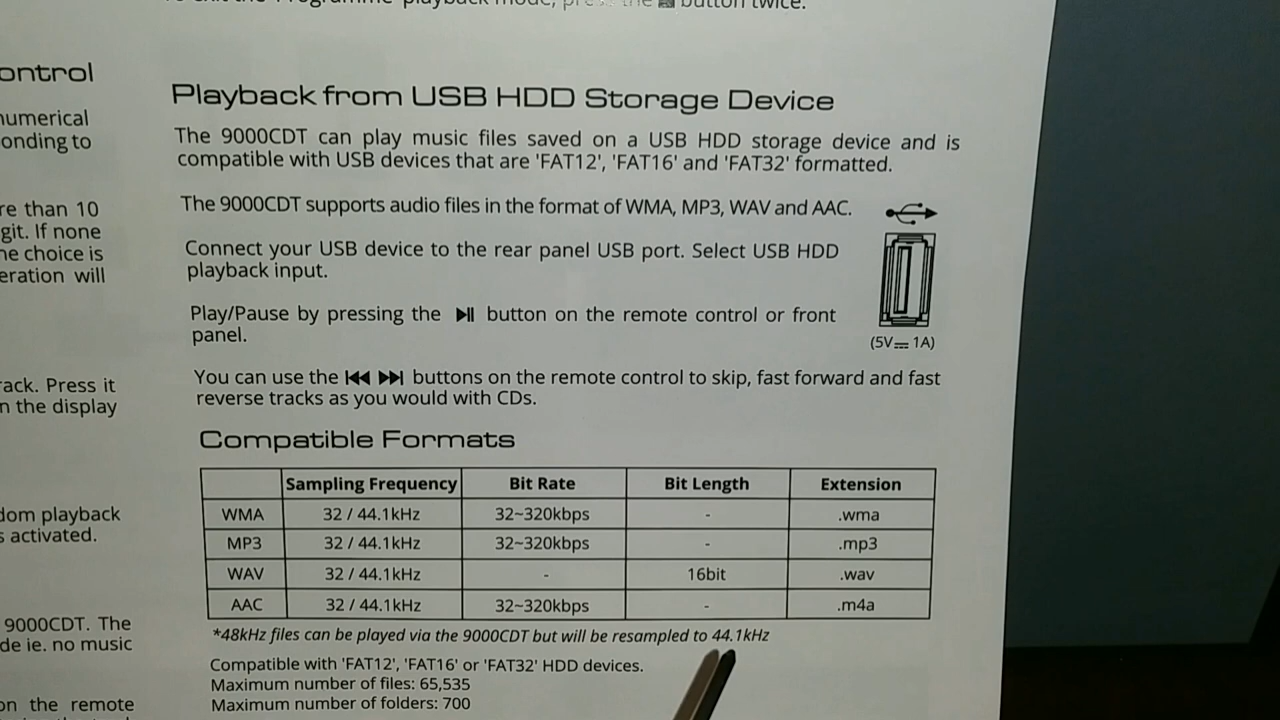 button twice.
ontrol
numerical
onding to
re than 10
git. If none
ne choice is
eration will
rack. Press it
n the display
dom playback
s activated.
9000CDT. The
de ie. no music
on the remote
Playback from USB HDD Storage Device
The 9000CDT can play music files saved on a USB HDD storage device and is
compatible with USB devices that are 'FAT12', 'FAT16' and 'FAT32' formatted.
The 9000CDT supports audio files in the format of WMA, MP3, WAV and AAC.
Connect your USB device to the rear panel USB port. Select USB HDD
playback input.
(5V⎓ 1A)
Play/Pause by pressing the ⏯ button on the remote control or front
panel.
You can use the ⏮ ⏭ buttons on the remote control to skip, fast forward and fast
reverse tracks as you would with CDs.
Compatible Formats
Sampling Frequency Bit Rate Bit Length Extension
WMA 32 / 44.1kHz 32~320kbps - .wma
MP3 32 / 44.1kHz 32~320kbps - .mp3
WAV 32 / 44.1kHz - 16bit .wav
AAC 32 / 44.1kHz 32~320kbps - .m4a
*48kHz files can be played via the 9000CDT but will be resampled to 44.1kHz
Compatible with 'FAT12', 'FAT16' or 'FAT32' HDD devices.
Maximum number of files: 65,535
Maximum number of folders: 700